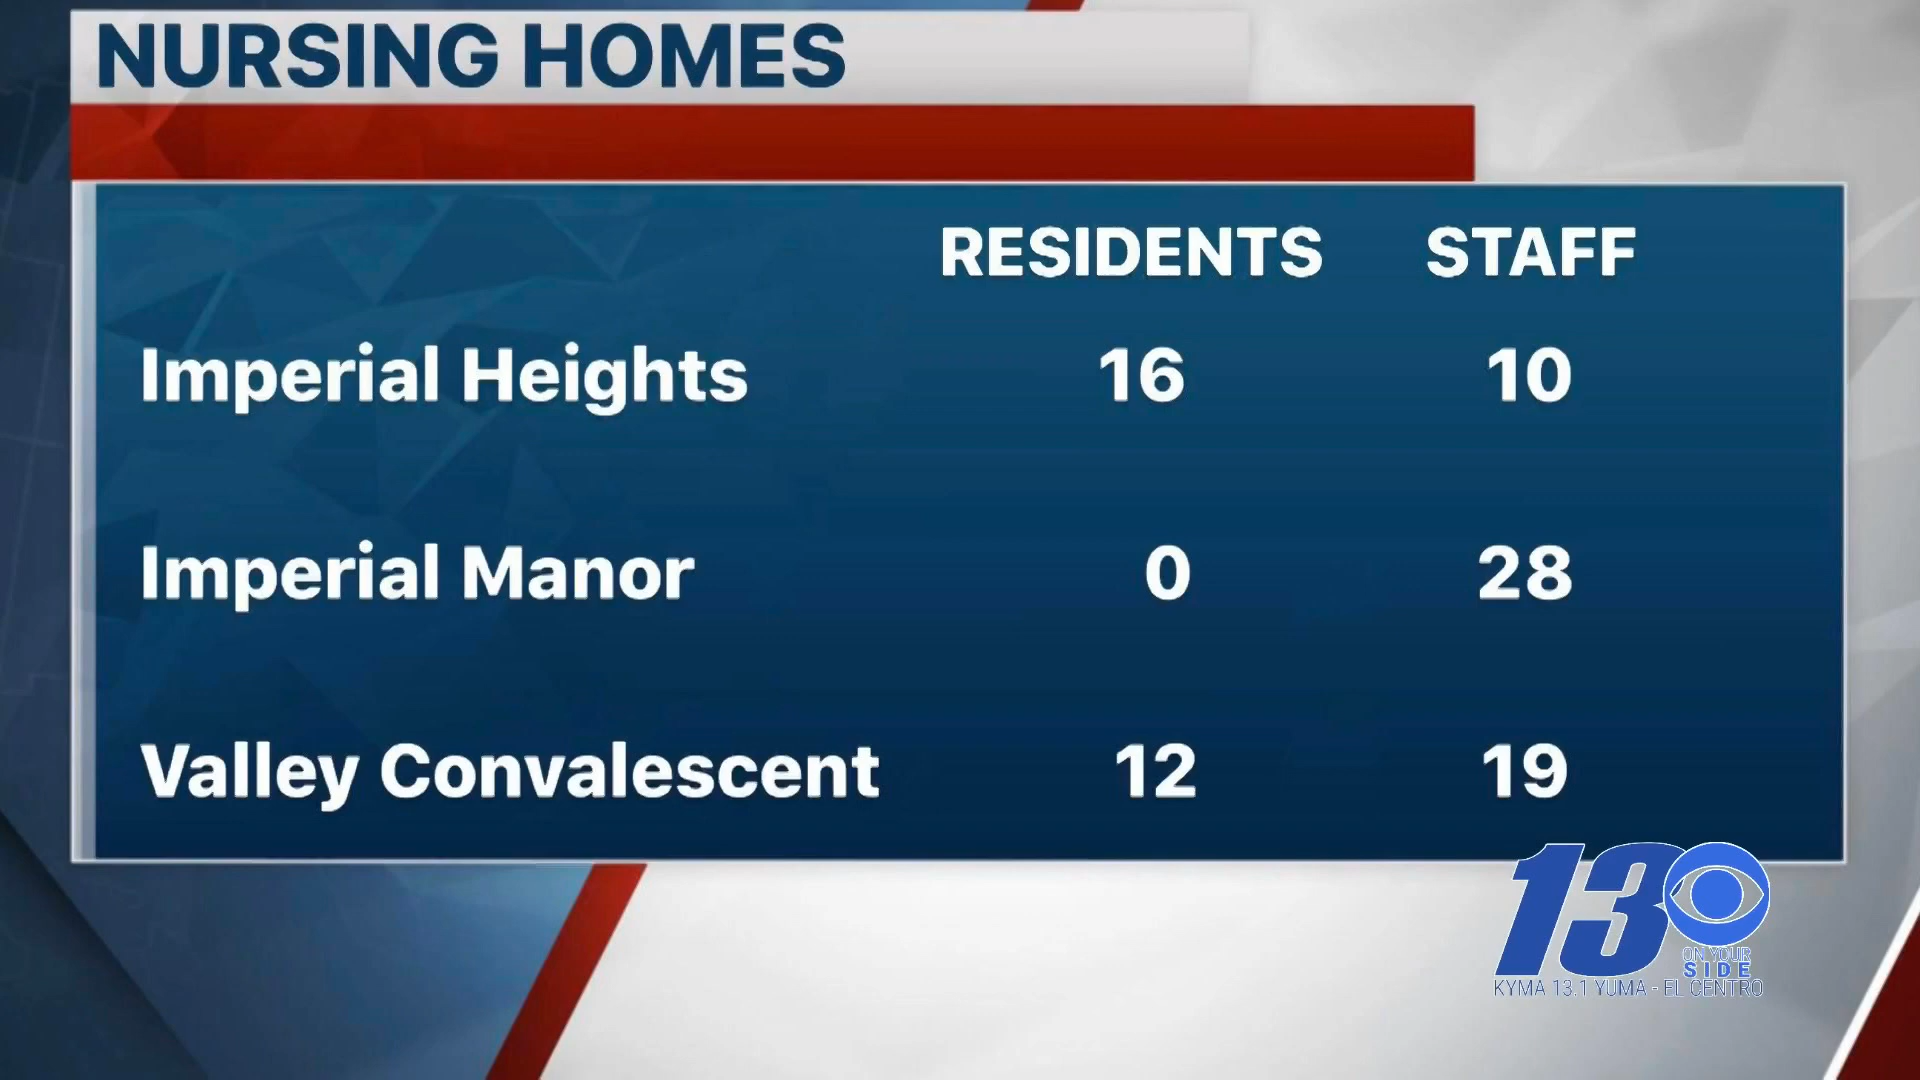 NURSING HOMES
RESIDENTS STAFF
Imperial Heights 16 10
Imperial Manor 0 28
Valley Convalescent 12 19
13
ON YOUR
SIDE
KYMA 13.1 YUMA - EL CENTRO